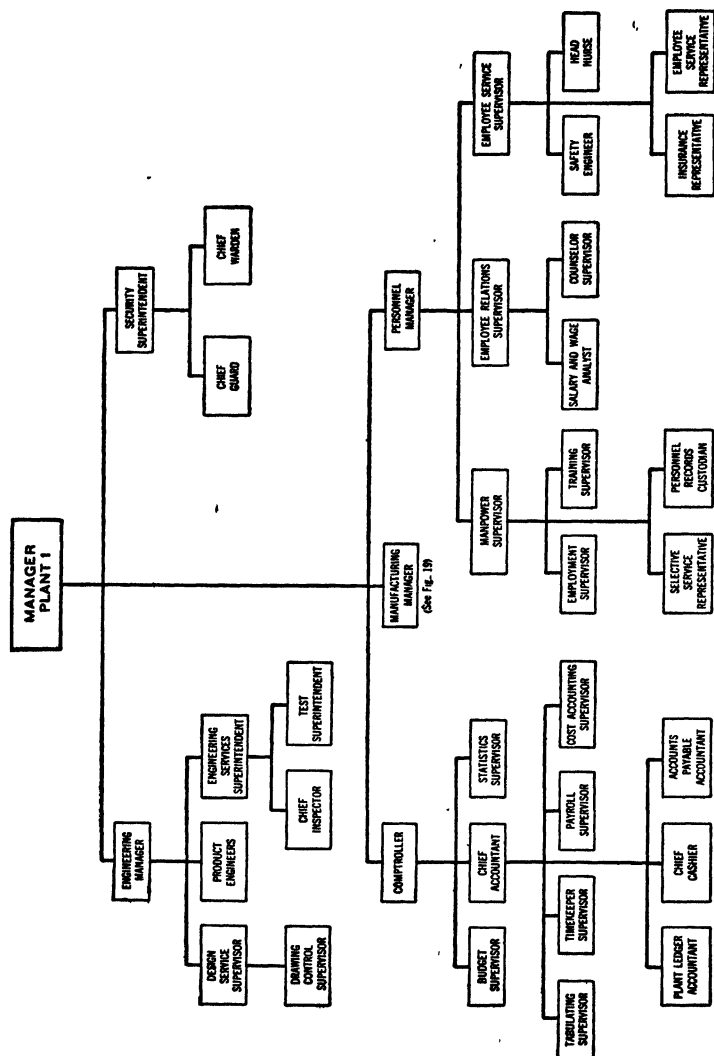 MANAGER
PLANT 1
ENGINEERING
MANAGER
SECURITY
SUPERINTENDENT
DESIGN
SERVICE
SUPERVISOR
PRODUCT
ENGINEERS
ENGINEERING
SERVICES
SUPERINTENDENT
CHIEF
GUARD
CHIEF
WARDEN
DRAWING
CONTROL
SUPERVISOR
CHIEF
INSPECTOR
TEST
SUPERINTENDENT
COMPTROLLER
MANUFACTURING
MANAGER
(See Fig. 19)
PERSONNEL
MANAGER
BUDGET
SUPERVISOR
CHIEF
ACCOUNTANT
STATISTICS
SUPERVISOR
MANPOWER
SUPERVISOR
EMPLOYEE RELATIONS
SUPERVISOR
EMPLOYEE SERVICE
SUPERVISOR
TABULATING
SUPERVISOR
TIMEKEEPER
SUPERVISOR
PAYROLL
SUPERVISOR
COST ACCOUNTING
SUPERVISOR
EMPLOYMENT
SUPERVISOR
TRAINING
SUPERVISOR
SALARY AND WAGE
ANALYST
COUNSELOR
SUPERVISOR
SAFETY
ENGINEER
HEAD
NURSE
PLANT LEDGER
ACCOUNTANT
CHIEF
CASHIER
ACCOUNTS
PAYABLE
ACCOUNTANT
SELECTIVE
SERVICE
REPRESENTATIVE
PERSONNEL
RECORDS
CUSTODIAN
INSURANCE
REPRESENTATIVE
EMPLOYEE
SERVICE
REPRESENTATIVE